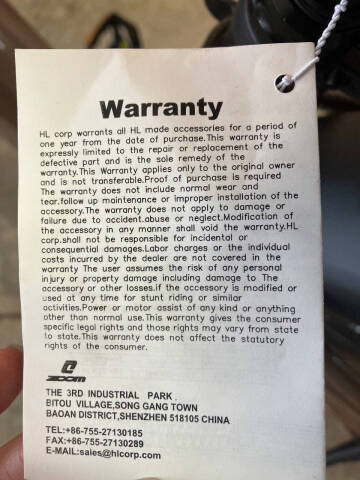 Warranty
HL corp warrants all HL made accessories for a period of
one year from the date of purchase.This warranty is
expressly limited to the repair or replacement of the
defective part and is the sole remedy of the
warranty.This Warranty applies only to the original owner
and is not transferable.Proof of purchase is required
The warranty does not include normal wear and
tear.follow up maintenance or improper installation of the
accessory.The warranty does not apply to damage or
failure due to accident.abuse or neglect.Modification of
the accessory in any manner shall void the warranty.HL
corp.shall not be responsible for incidental or
consequential damages.Labor charges or the individual
costs incurred by the dealer are not covered in the
warranty The user assumes the risk of any personal
injury or property damage including damage to The
accessory or other losses.if the accessory is modified or
used at any time for stunt riding or similar
activities.Power or motor assist of any kind or anything
other than normal use.This warranty gives the consumer
specific legal rights and those rights may vary from state
to state.This warranty does not affect the statutory
rights of the consumer.
zoom
THE 3RD INDUSTRIAL PARK.
BITOU VILLAGE,SONG GANG TOWN
BAOAN DISTRICT,SHENZHEN 518105 CHINA
TEL:+86-755-27130185
FAX:+86-755-27130289
E-MAIL:sales@hlcorp.com